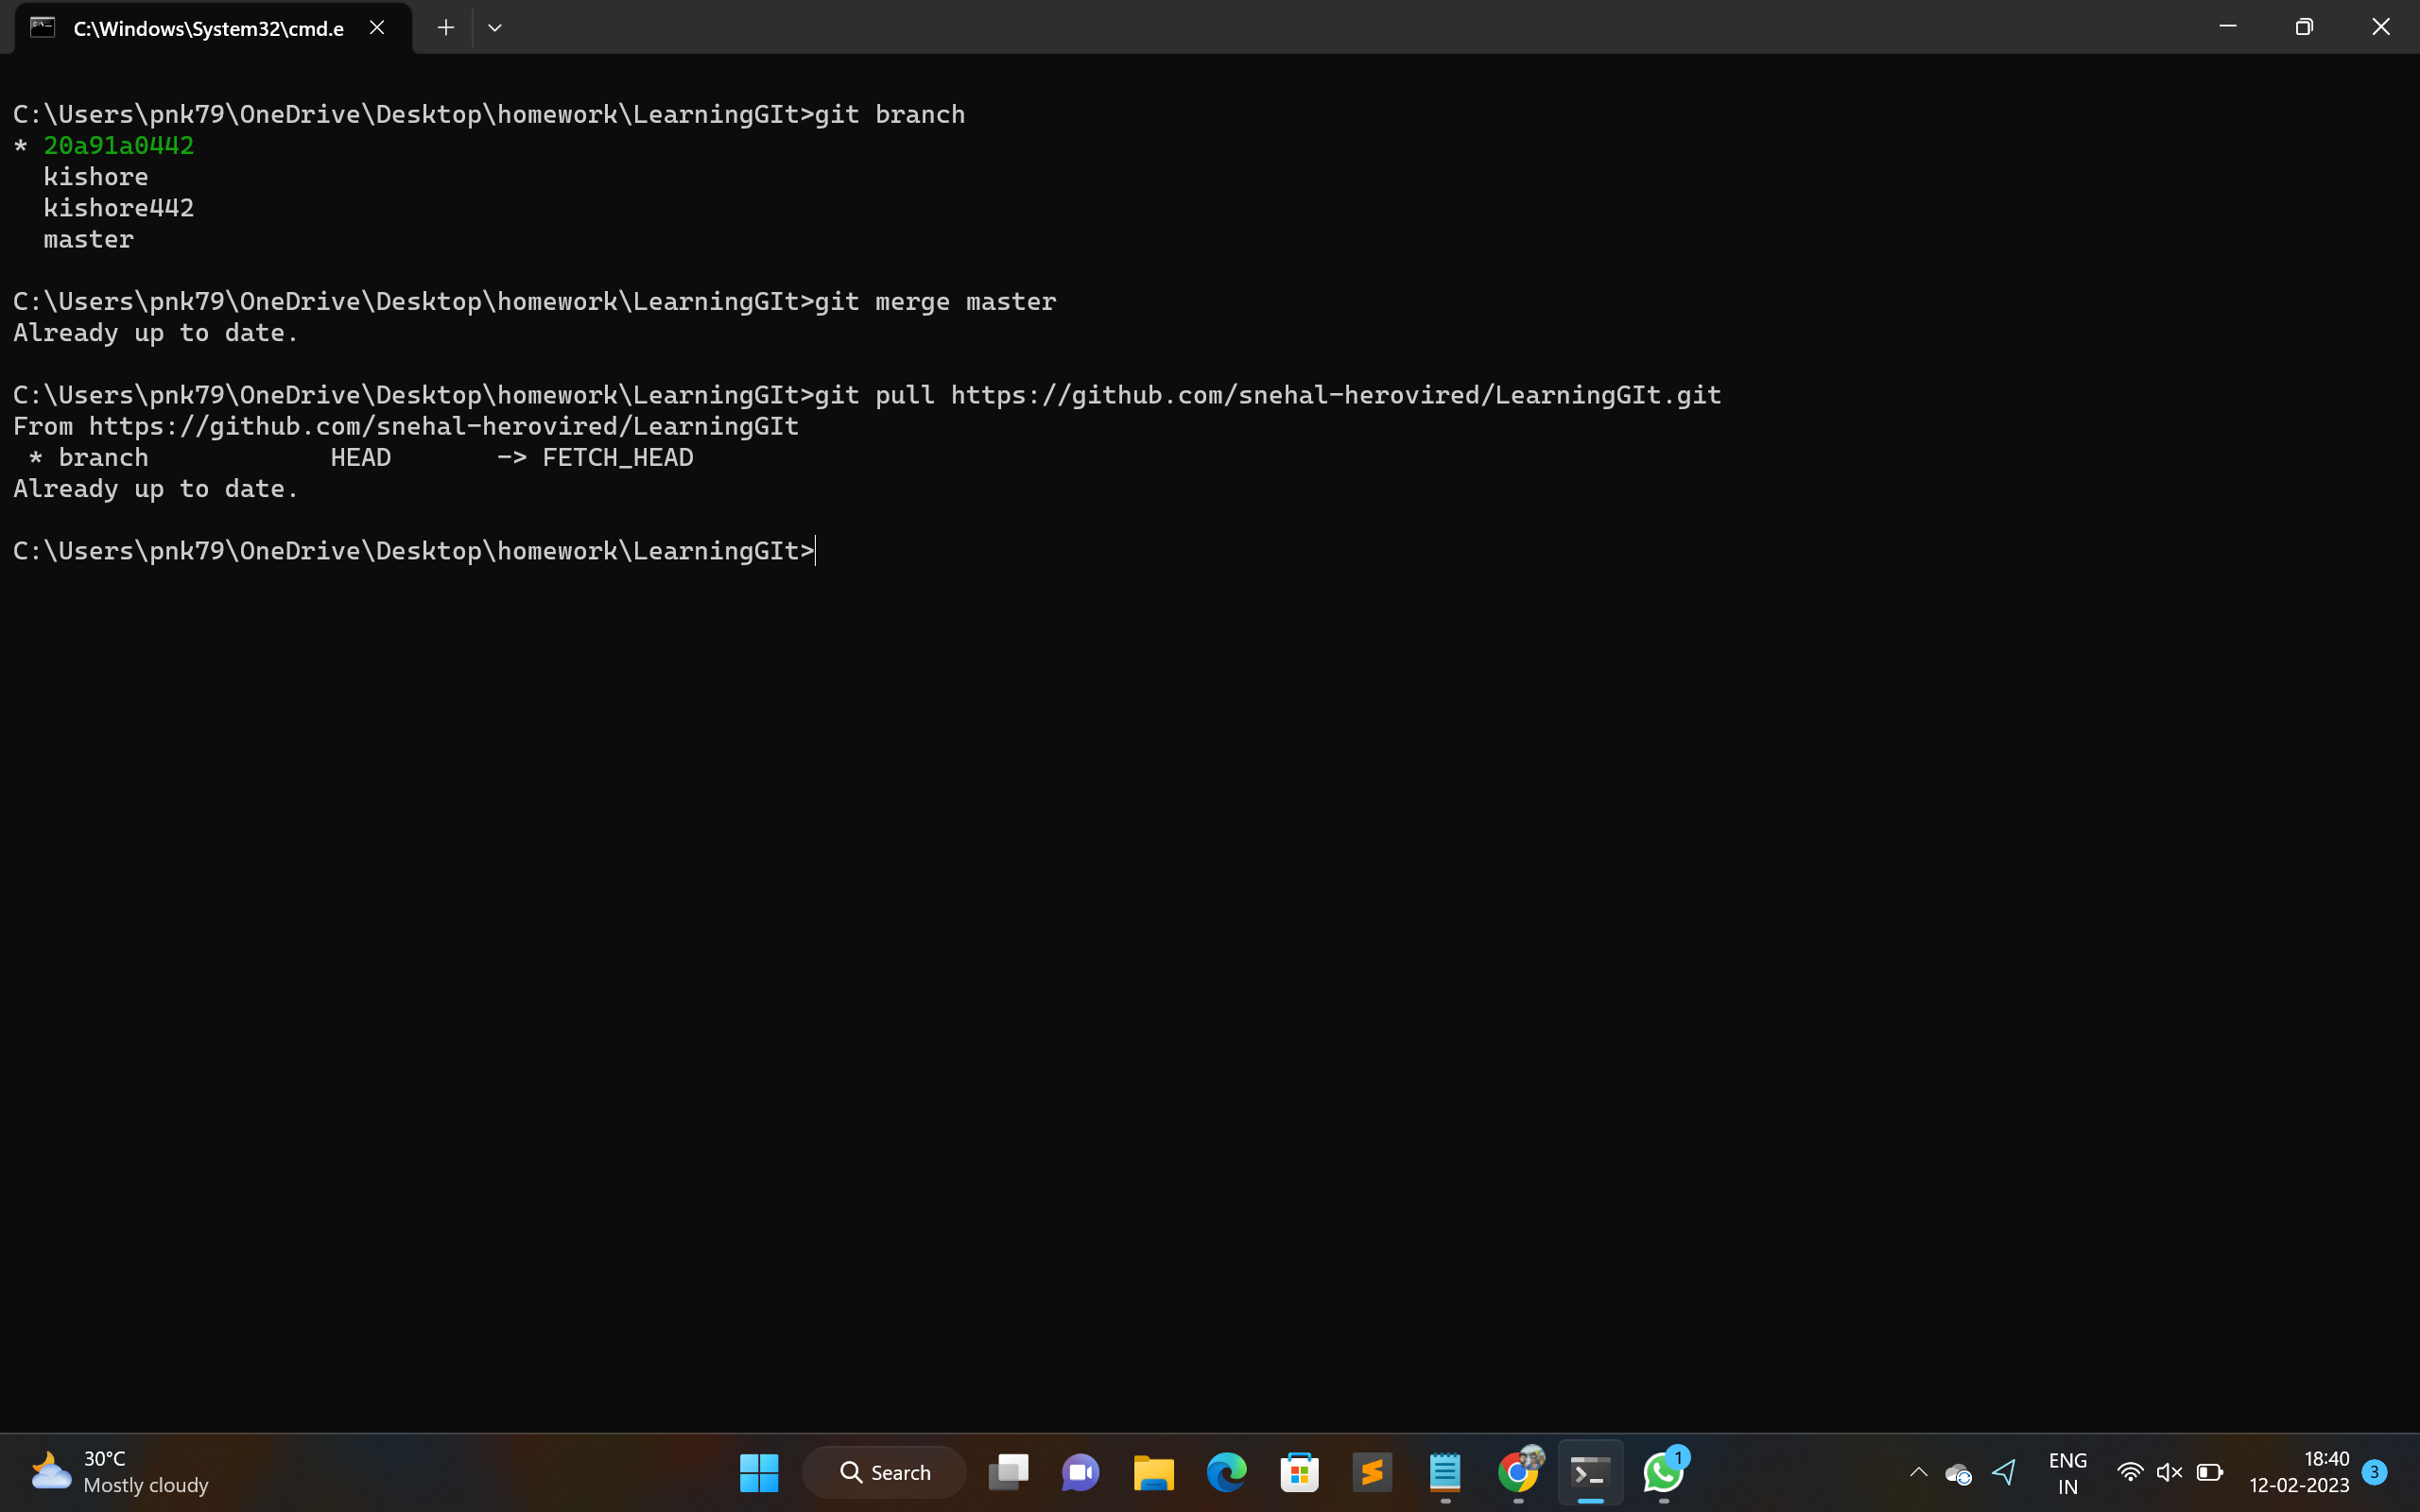 C:\Windows\System32\cmd.e
C:\Users\pnk79\OneDrive\Desktop\homework\LearningGIt>git branch
* 20a91a0442
  kishore
  kishore442
  master
C:\Users\pnk79\OneDrive\Desktop\homework\LearningGIt>git merge master
Already up to date.
C:\Users\pnk79\OneDrive\Desktop\homework\LearningGIt>git pull https://github.com/snehal-herovired/LearningGIt.git
From https://github.com/snehal-herovired/LearningGIt
 * branch            HEAD       -> FETCH_HEAD
Already up to date.
C:\Users\pnk79\OneDrive\Desktop\homework\LearningGIt>
30°C
Mostly cloudy
Search
1
ENG
IN
18:40
12-02-2023
3